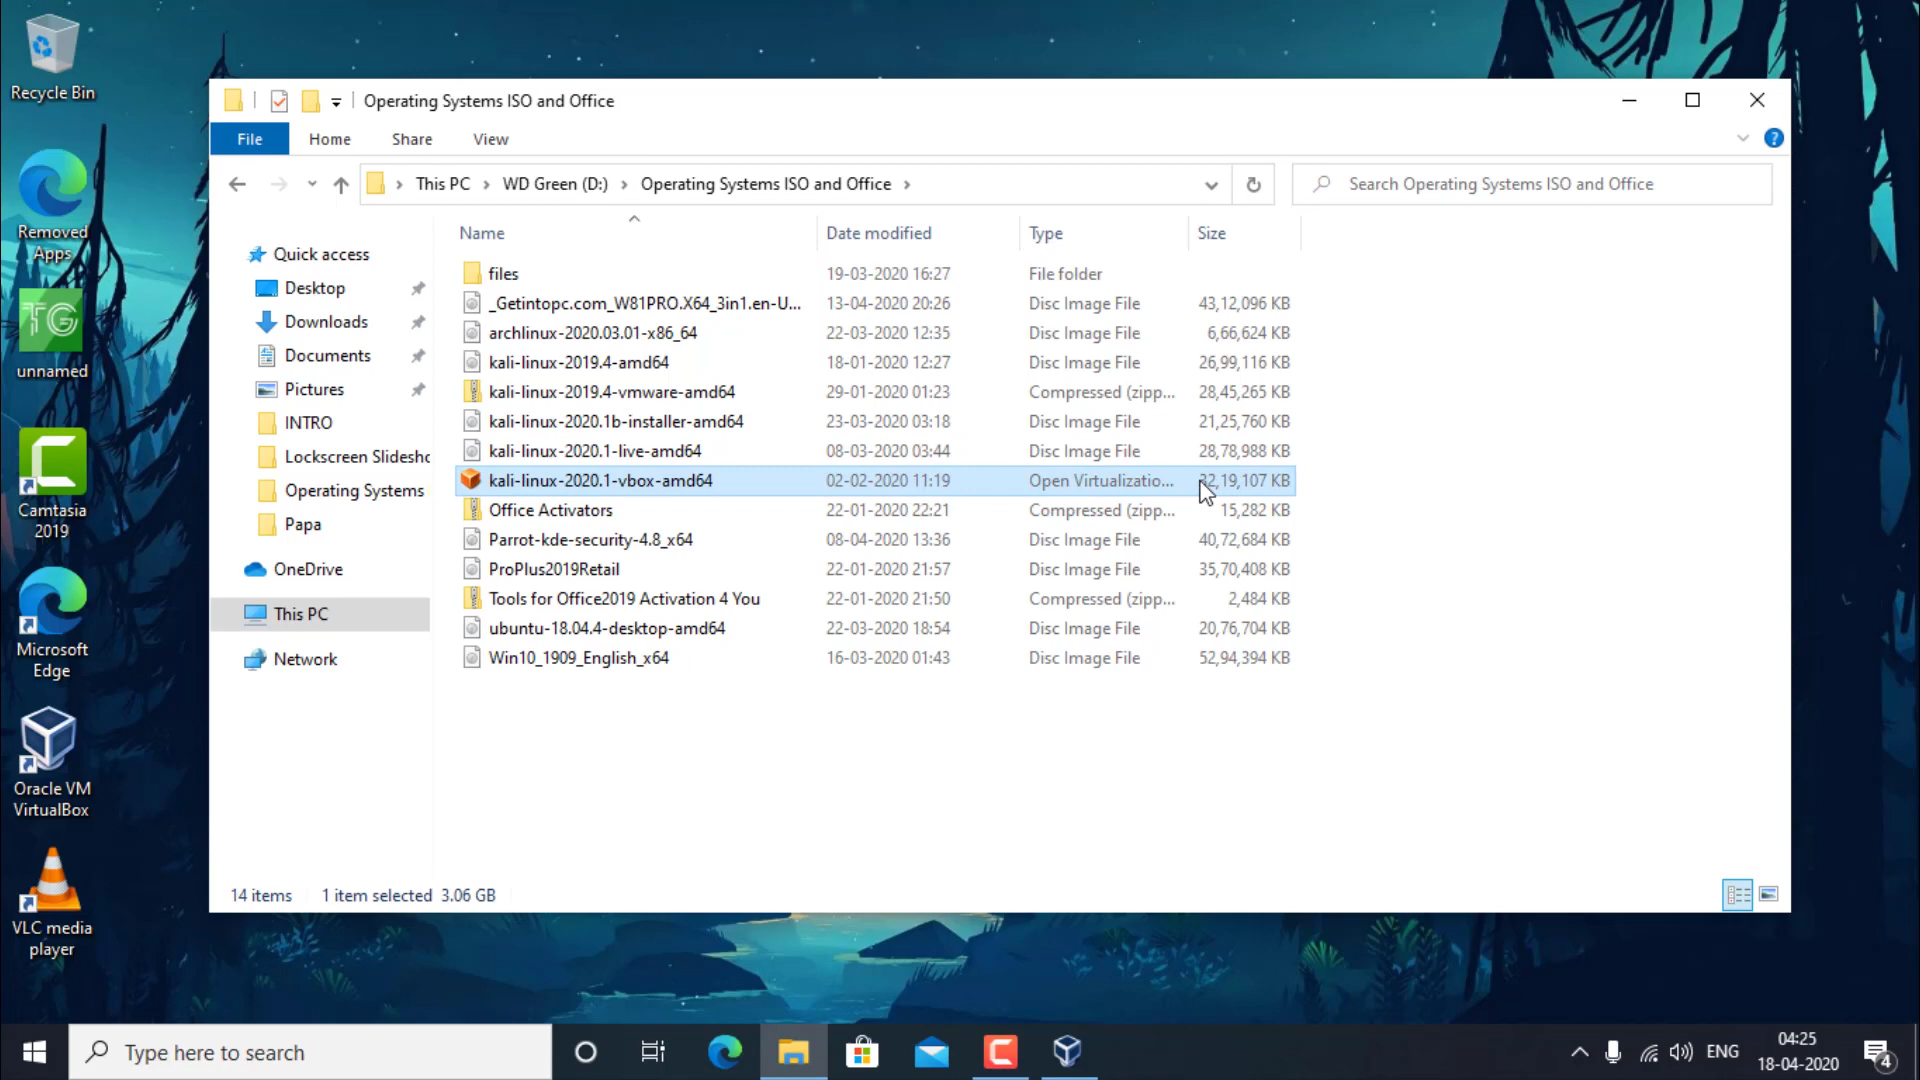 Recycle Bin
Removed
Apps
TG
unnamed
Camtasia
2019
Microsoft
Edge
Oracle VM
VirtualBox
VLC media
player
Operating Systems ISO and Office
File Home Share View
This PC WD Green (D:) Operating Systems ISO and Office
Search Operating Systems ISO and Office
Quick access
Desktop
Downloads
Documents
Pictures
INTRO
Lockscreen Slidesho
Operating Systems
Papa
OneDrive
This PC
Network
Name Date modified Type Size
files 19-03-2020 16:27 File folder
_Getintopc.com_W81PRO.X64_3in1.en-U... 13-04-2020 20:26 Disc Image File 43,12,096 KB
archlinux-2020.03.01-x86_64 22-03-2020 12:35 Disc Image File 6,66,624 KB
kali-linux-2019.4-amd64 18-01-2020 12:27 Disc Image File 26,99,116 KB
kali-linux-2019.4-vmware-amd64 29-01-2020 01:23 Compressed (zipp... 28,45,265 KB
kali-linux-2020.1b-installer-amd64 23-03-2020 03:18 Disc Image File 21,25,760 KB
kali-linux-2020.1-live-amd64 08-03-2020 03:44 Disc Image File 28,78,988 KB
kali-linux-2020.1-vbox-amd64 02-02-2020 11:19 Open Virtualizatio... 32,19,107 KB
Office Activators 22-01-2020 22:21 Compressed (zipp... 15,282 KB
Parrot-kde-security-4.8_x64 08-04-2020 13:36 Disc Image File 40,72,684 KB
ProPlus2019Retail 22-01-2020 21:57 Disc Image File 35,70,408 KB
Tools for Office2019 Activation 4 You 22-01-2020 21:50 Compressed (zipp... 2,484 KB
ubuntu-18.04.4-desktop-amd64 22-03-2020 18:54 Disc Image File 20,76,704 KB
Win10_1909_English_x64 16-03-2020 01:43 Disc Image File 52,94,394 KB
14 items 1 item selected 3.06 GB
Type here to search
ENG
04:25
18-04-2020
4